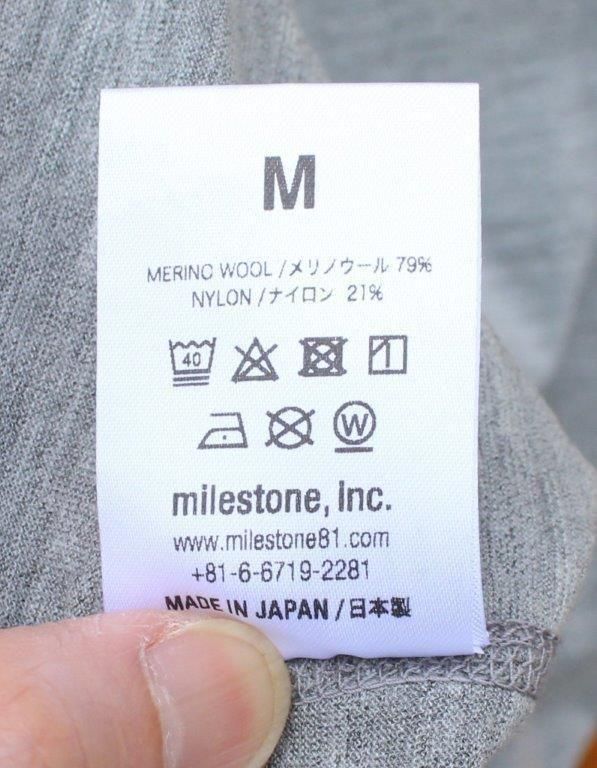 M
MERINO WOOL /メリノウール 79%
NYLON /ナイロン 21%
40
W
milestone, Inc.
www.milestone81.com
+81-6-6719-2281
MADE IN JAPAN /日本製